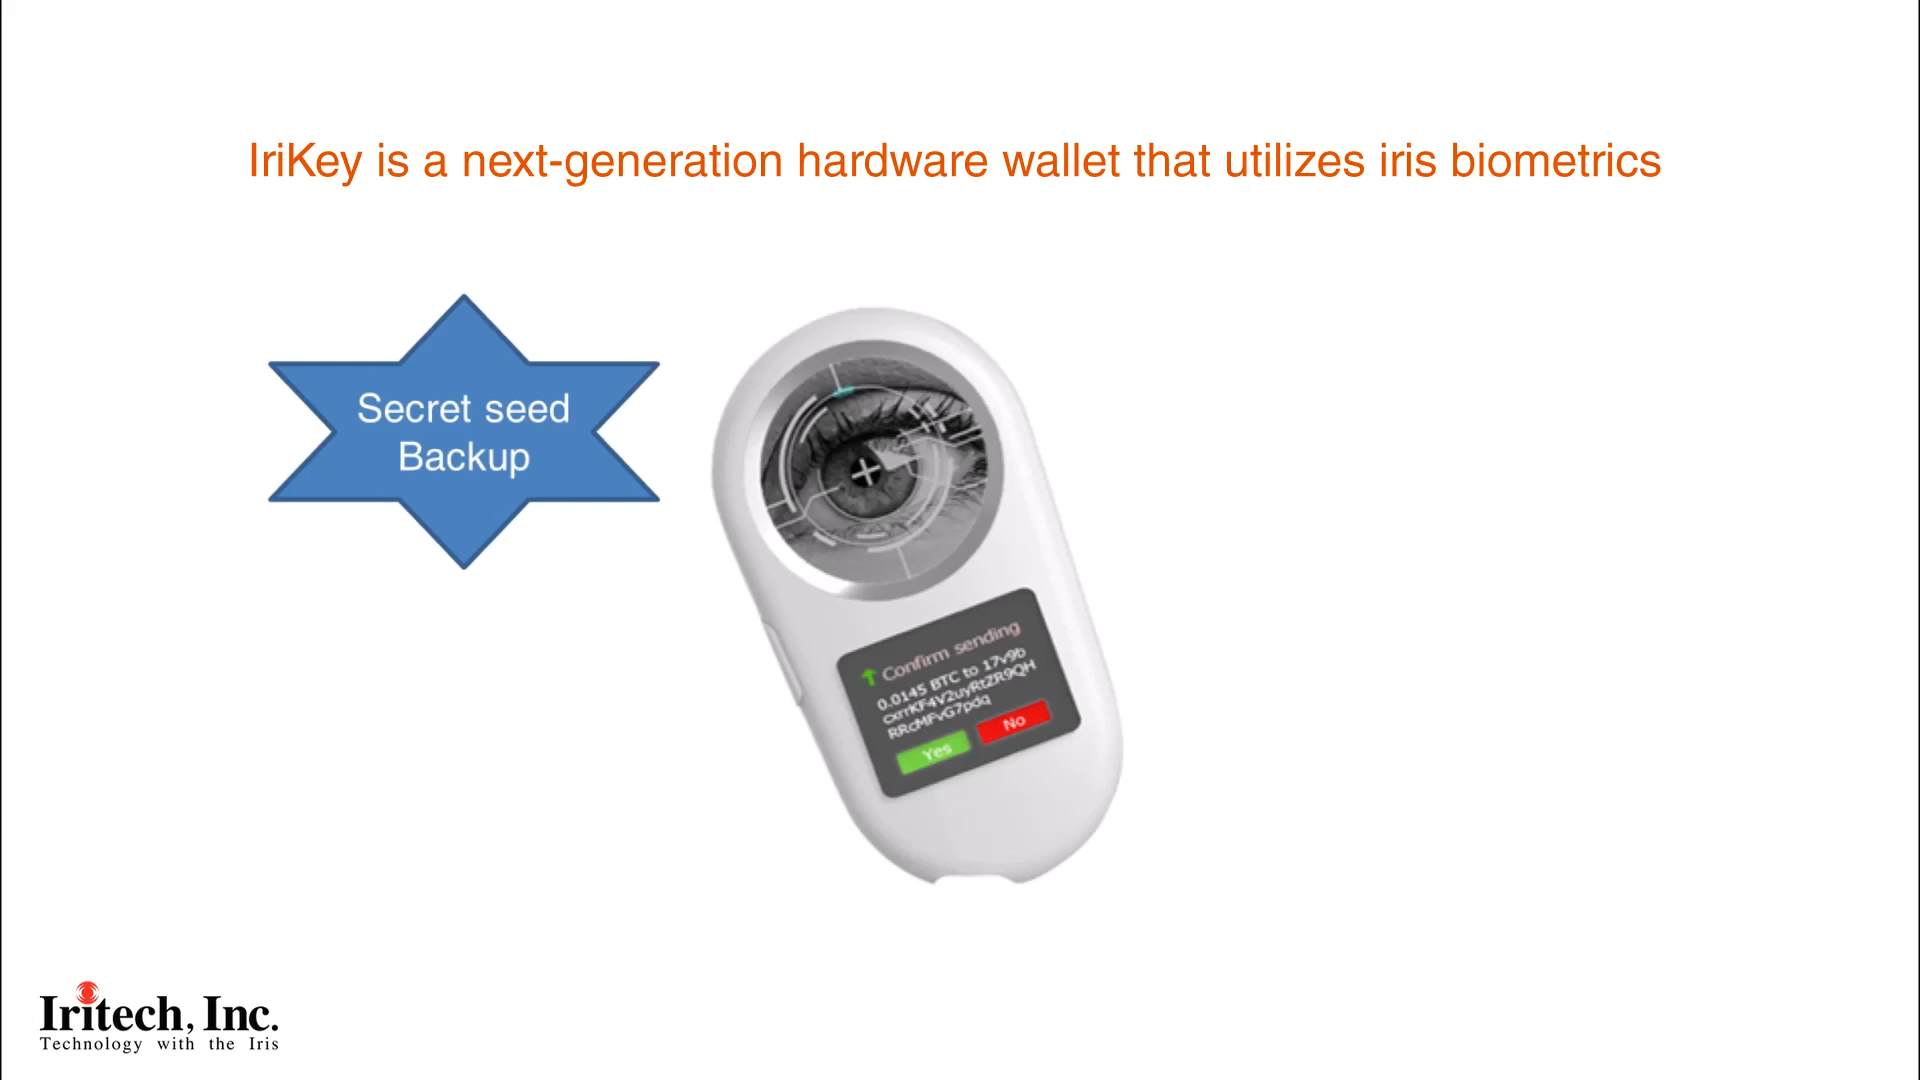 IriKey is a next-generation hardware wallet that utilizes iris biometrics
Secret seed
Backup
Confirm sending
0.0145 BTC to 17v9b
cxrrKF4V2uyRtZR9QH
RRcMFvG7pdq
Yes
No
Iritech, Inc.
Technology with the Iris